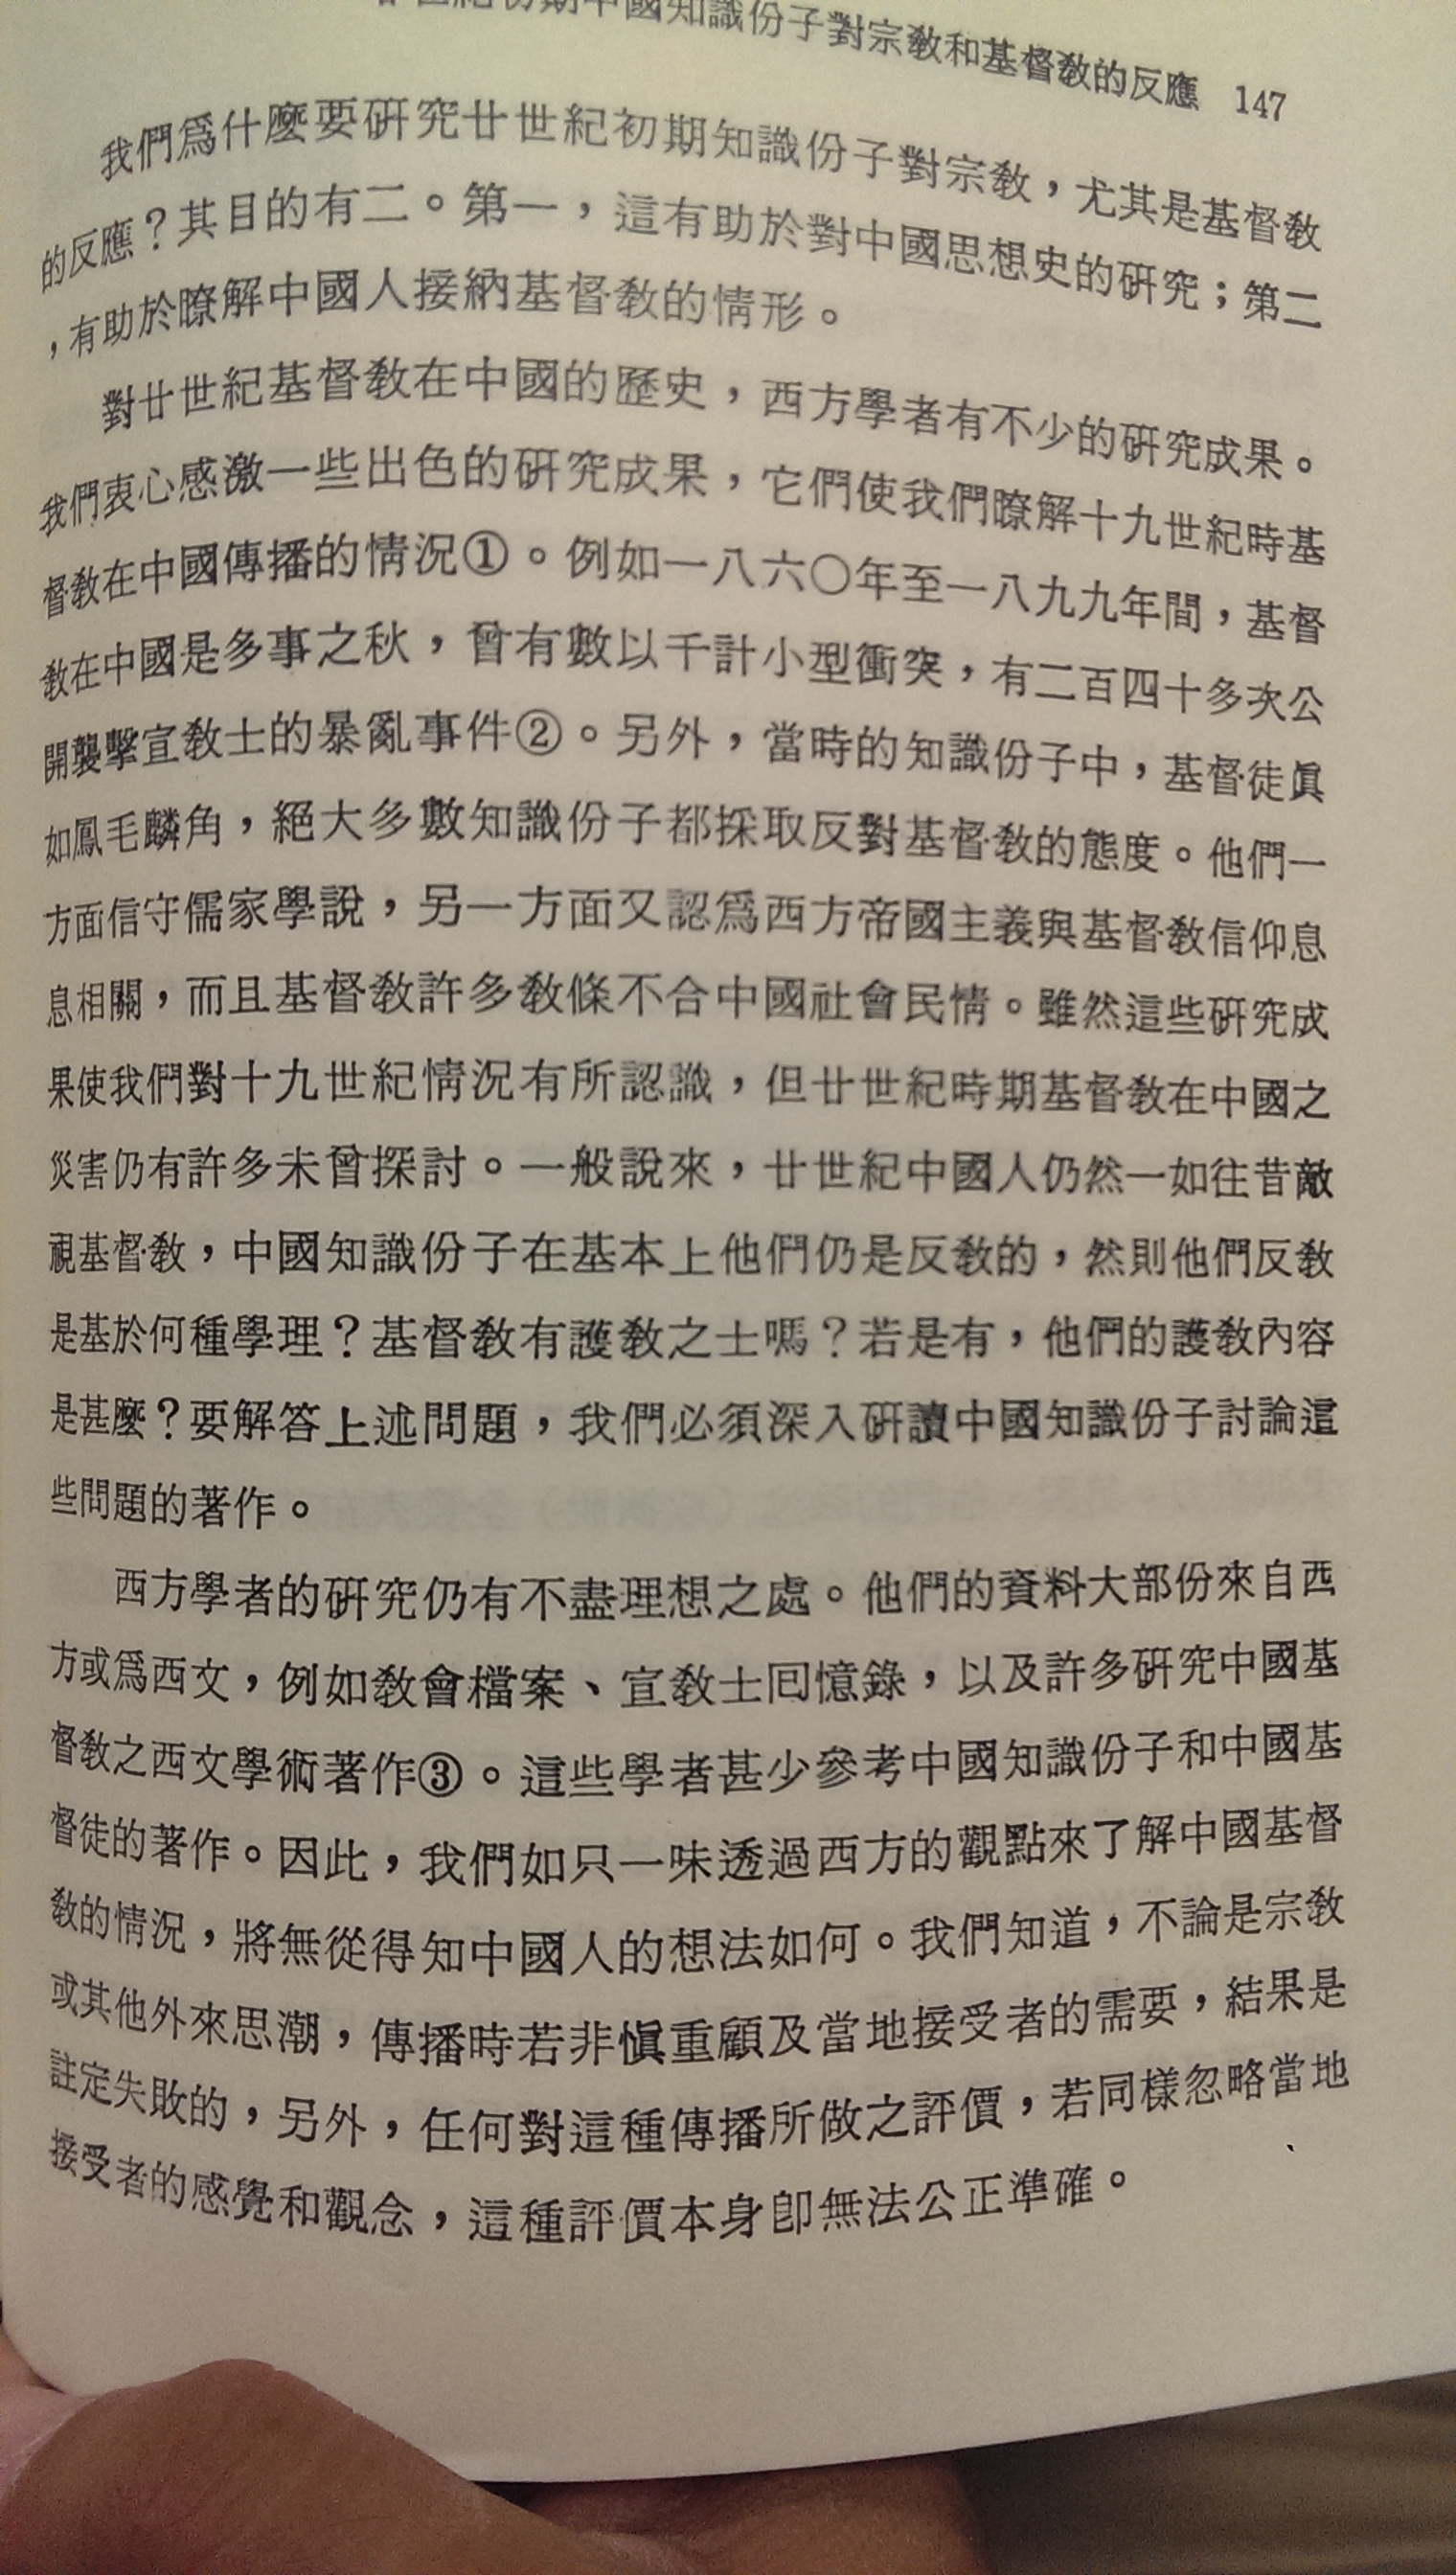 世紀初期中國知識份子對宗教和基督教的反應 147
我們爲什麽要研究廿世紀初期知識份子對宗教,尤其是基督教
的反應?其目的有二。第一,這有助於對中國思想史的研究;第二
,有助於瞭解中國人接納基督教的情形。
對廿世紀基督教在中國的歷史,西方學者有不少的研究成果。
我們衷心感激一些出色的研究成果,它們使我們瞭解十九世紀時基
督教在中國傳播的情況①。例如一八六〇年至一八九九年間,基督
教在中國是多事之秋,曾有數以千計小型衝突,有二百四十多次公
開襲擊宣教士的暴亂事件②。另外,當時的知識份子中,基督徒眞
如鳳毛麟角,絕大多數知識份子都採取反對基督教的態度。他們一
方面信守儒家學說,另一方面又認爲西方帝國主義與基督教信仰息
息相關,而且基督教許多教條不合中國社會民情。雖然這些研究成
果使我們對十九世紀情況有所認識,但廿世紀時期基督教在中國之
災害仍有許多未曾探討。一般說來,廿世紀中國人仍然一如往昔敵
視基督教,中國知識份子在基本上他們仍是反教的,然則他們反教
是基於何種學理?基督教有護教之士嗎?若是有,他們的護教內容
是甚麽?要解答上述問題,我們必須深入研讀中國知識份子討論這
些問題的著作。
西方學者的研究仍有不盡理想之處。他們的資料大部份來自西
方或爲西文,例如教會檔案、宣教士回憶錄,以及許多研究中國基
督教之西文學術著作③。這些學者甚少參考中國知識份子和中國基
督徒的著作。因此,我們如只一味透過西方的觀點來了解中國基督
教的情況,將無從得知中國人的想法如何。我們知道,不論是宗教
或其他外來思潮,傳播時若非愼重顧及當地接受者的需要,結果是
註定失敗的,另外,任何對這種傳播所做之評價,若同樣忽略當地
接受者的感覺和觀念,這種評價本身卽無法公正準確。